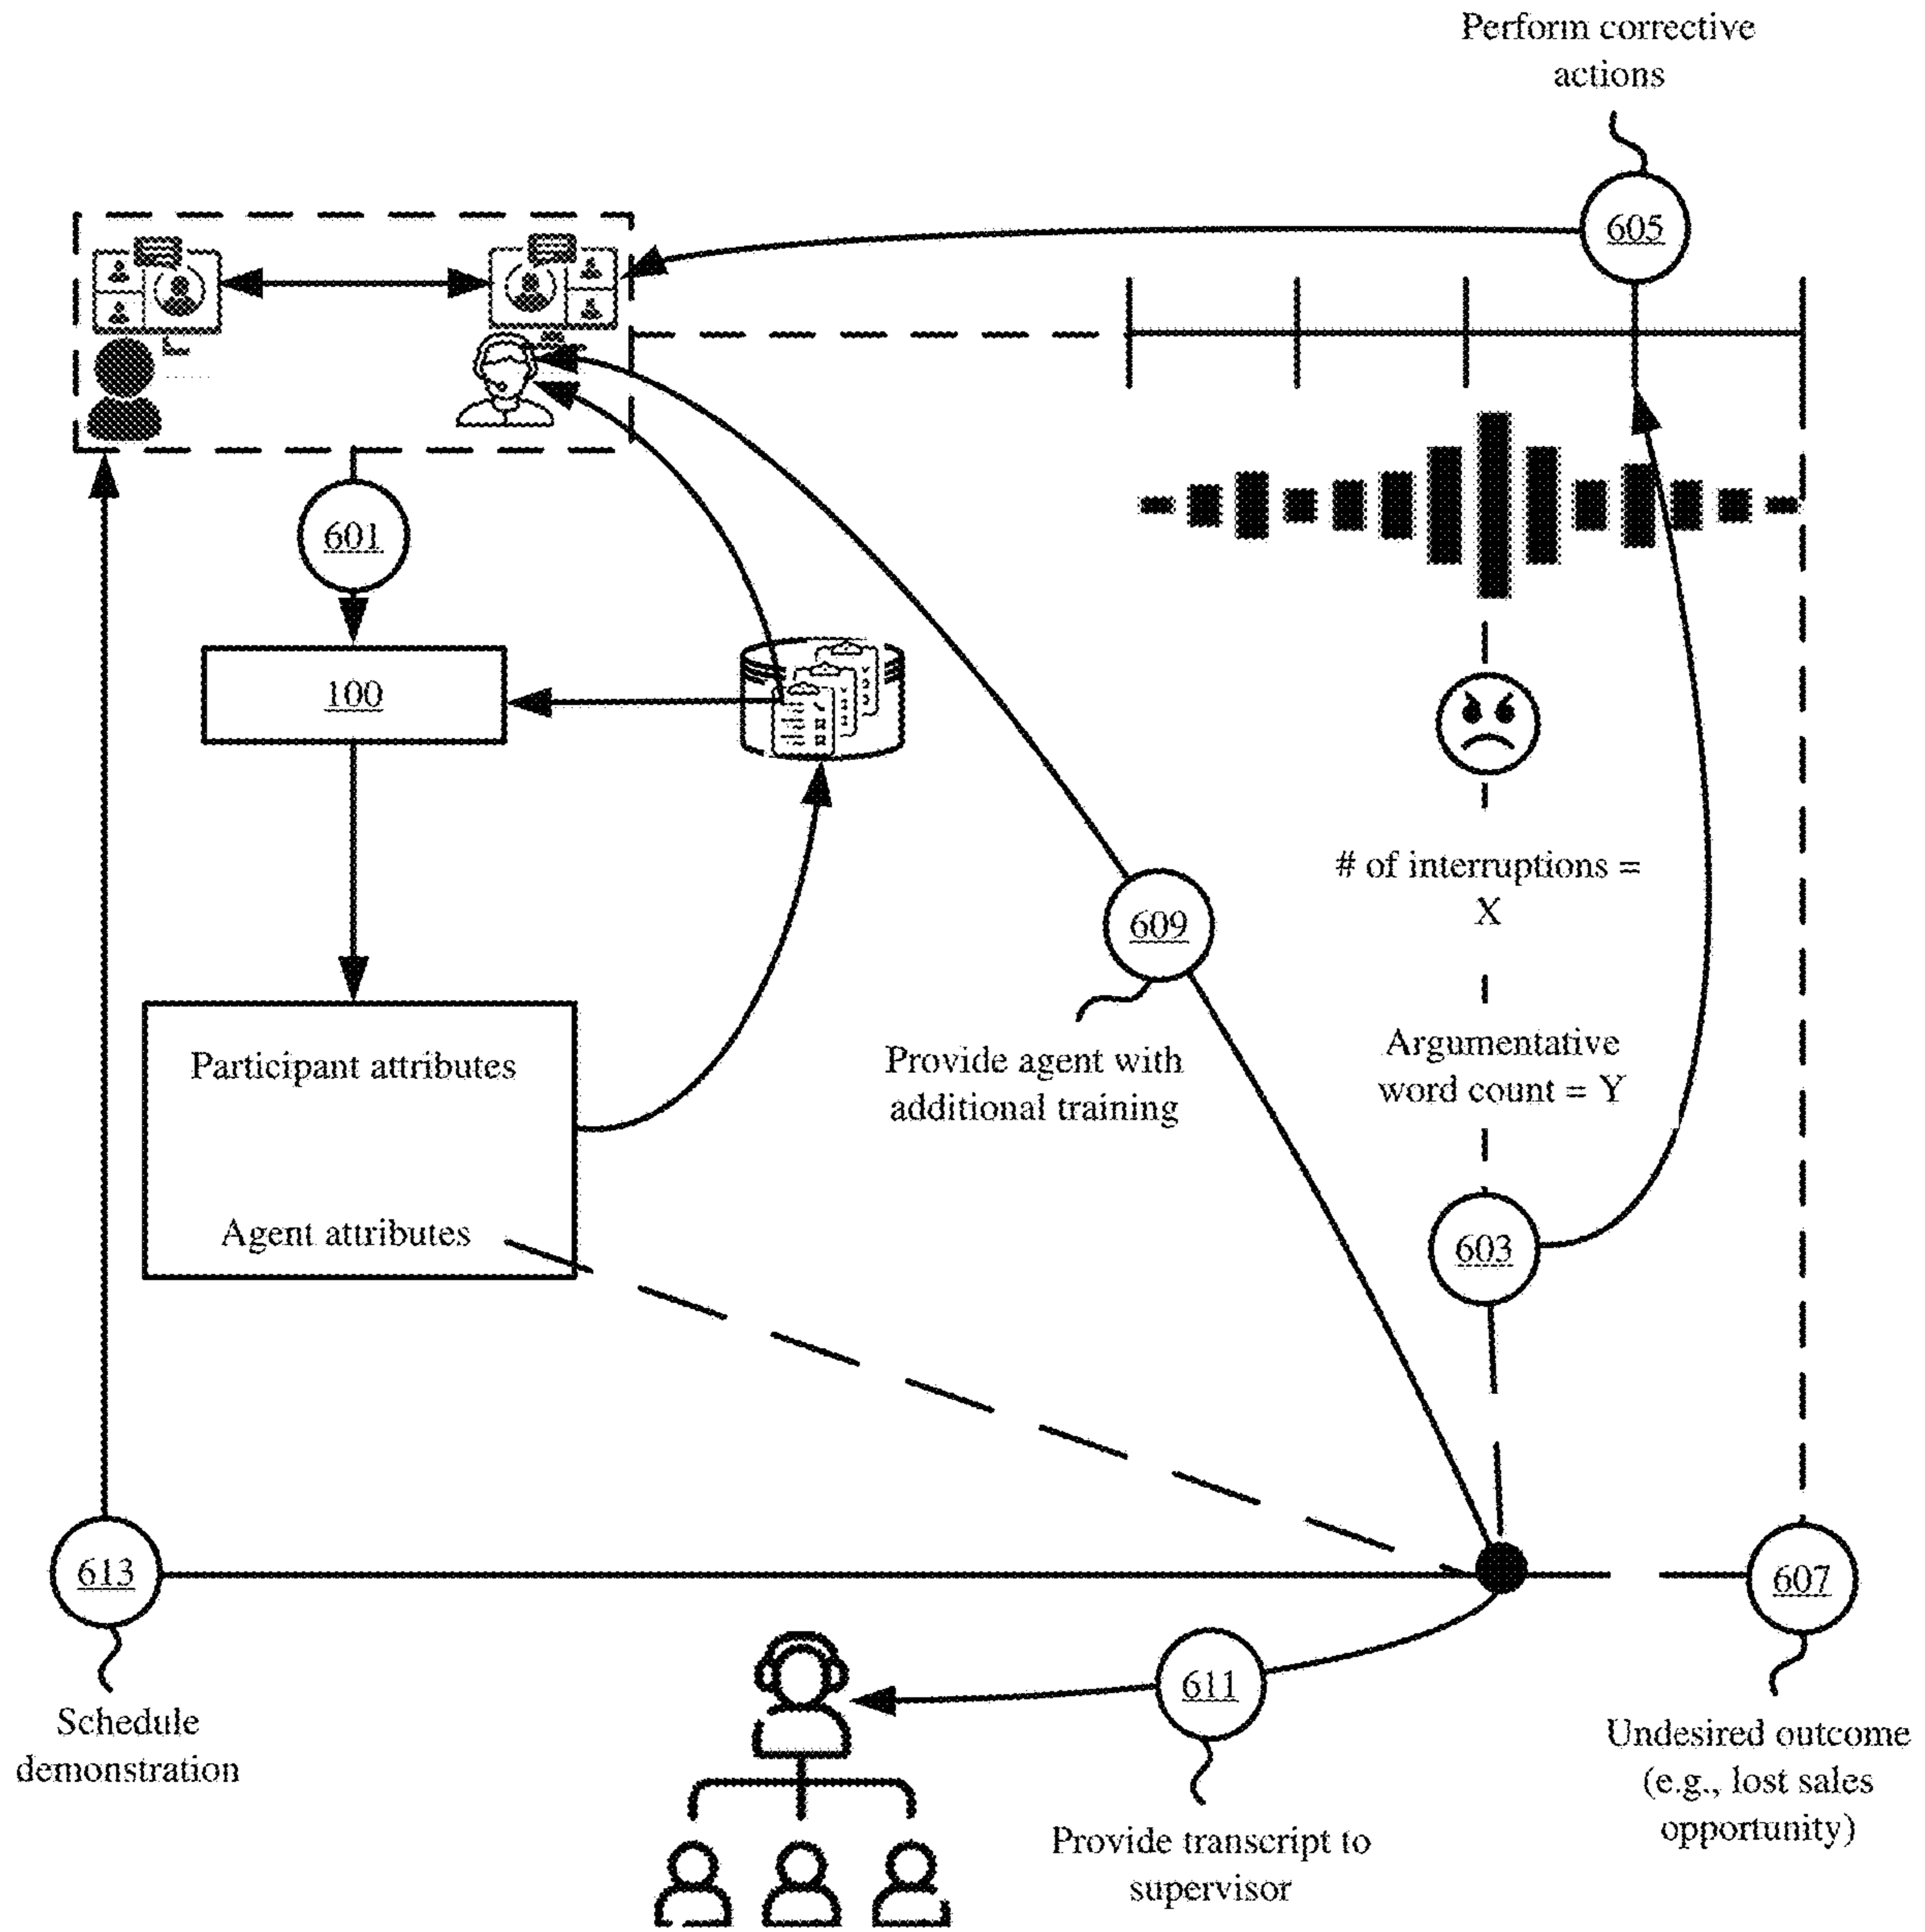 Perform corrective
actions
605
601
100
# of interruptions =
X
609
Argumentative
word count = Y
Provide agent with
additional training
Participant attributes
Agent attributes
603
613
607
611
Schedule
demonstration
Undesired outcome
(e.g., lost sales
opportunity)
Provide transcript to
supervisor